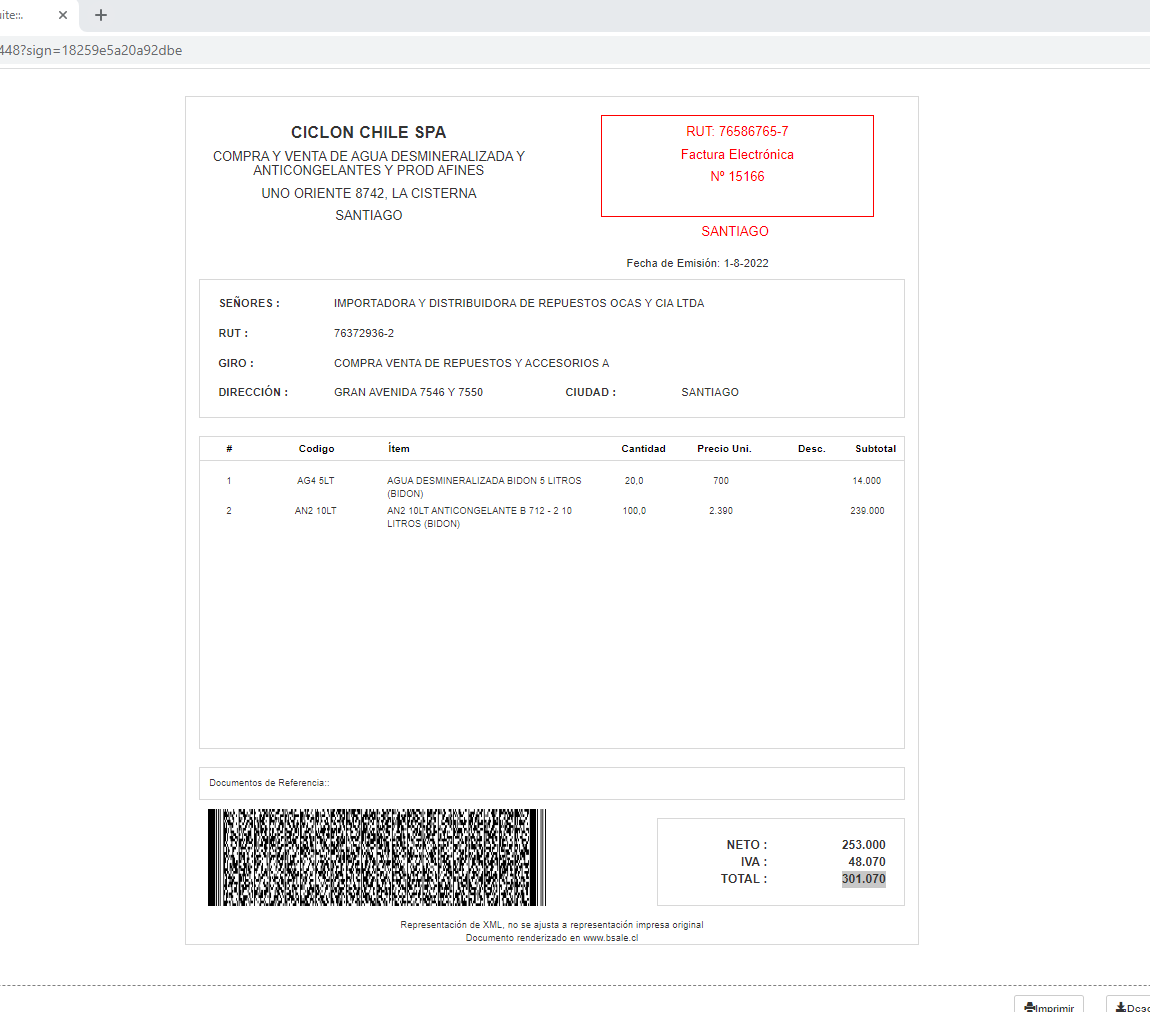 ite::.
448?sign=18259e5a20a92dbe
CICLON CHILE SPA
COMPRA Y VENTA DE AGUA DESMINERALIZADA Y
ANTICONGELANTES Y PROD AFINES
UNO ORIENTE 8742, LA CISTERNA
SANTIAGO
RUT: 76586765-7
Factura Electrónica
Nº 15166
SANTIAGO
Fecha de Emisión: 1-8-2022
SEÑORES : IMPORTADORA Y DISTRIBUIDORA DE REPUESTOS OCAS Y CIA LTDA
RUT : 76372936-2
GIRO : COMPRA VENTA DE REPUESTOS Y ACCESORIOS A
DIRECCIÓN : GRAN AVENIDA 7546 Y 7550 CIUDAD : SANTIAGO
# Codigo Ítem Cantidad Precio Uni. Desc. Subtotal
1 AG4 5LT AGUA DESMINERALIZADA BIDON 5 LITROS 20,0 700 14.000
(BIDON)
2 AN2 10LT AN2 10LT ANTICONGELANTE B 712 - 2 10 100,0 2.390 239.000
LITROS (BIDON)
Documentos de Referencia::
NETO : 253.000
IVA : 48.070
TOTAL : 301.070
Representación de XML, no se ajusta a representación impresa original
Documento renderizado en www.bsale.cl
Imprimir Desc